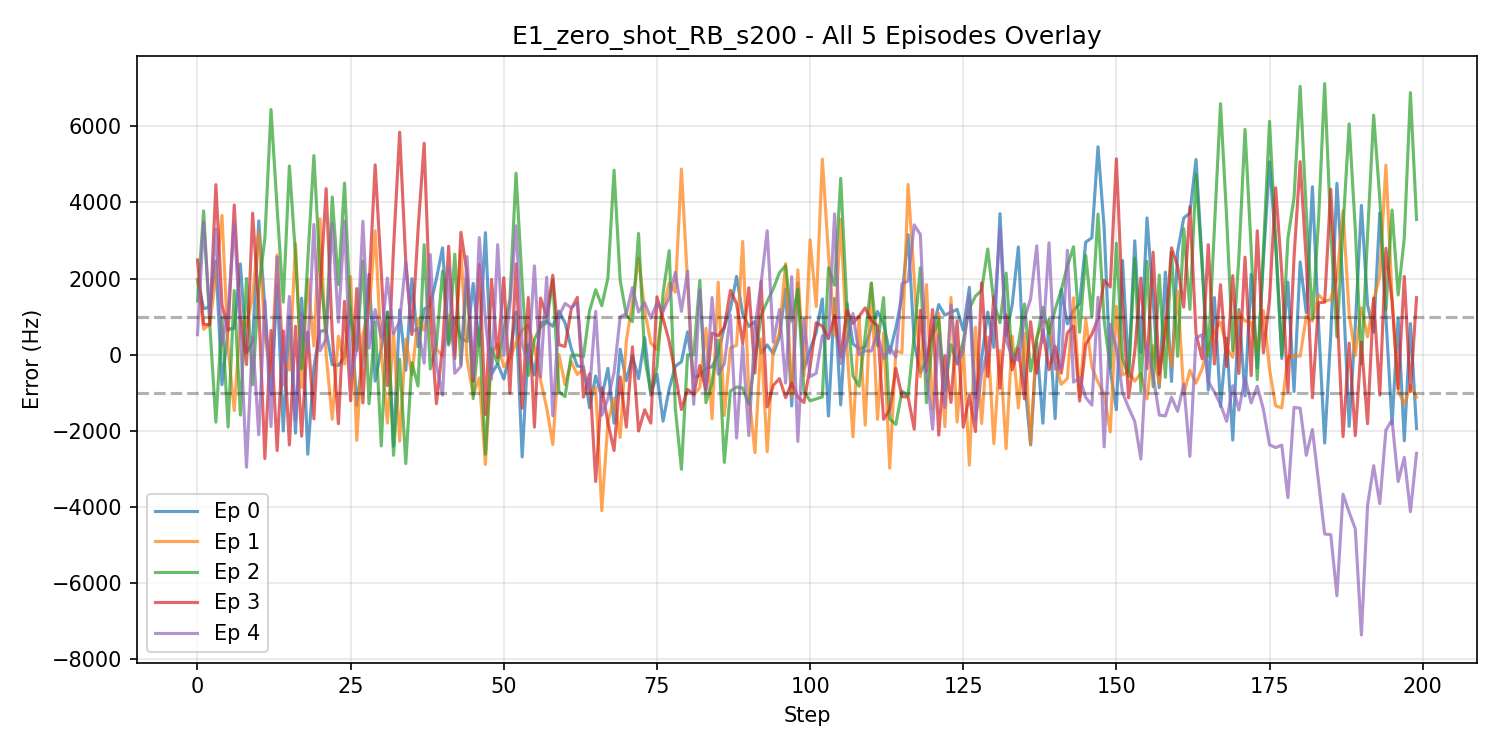 E1_zero_shot_RB_s200 - All 5 Episodes Overlay
Error (Hz)
6000
4000
2000
0
−2000
−4000
−6000
−8000
Ep 0
Ep 1
Ep 2
Ep 3
Ep 4
0 25 50 75 100 125 150 175 200
Step